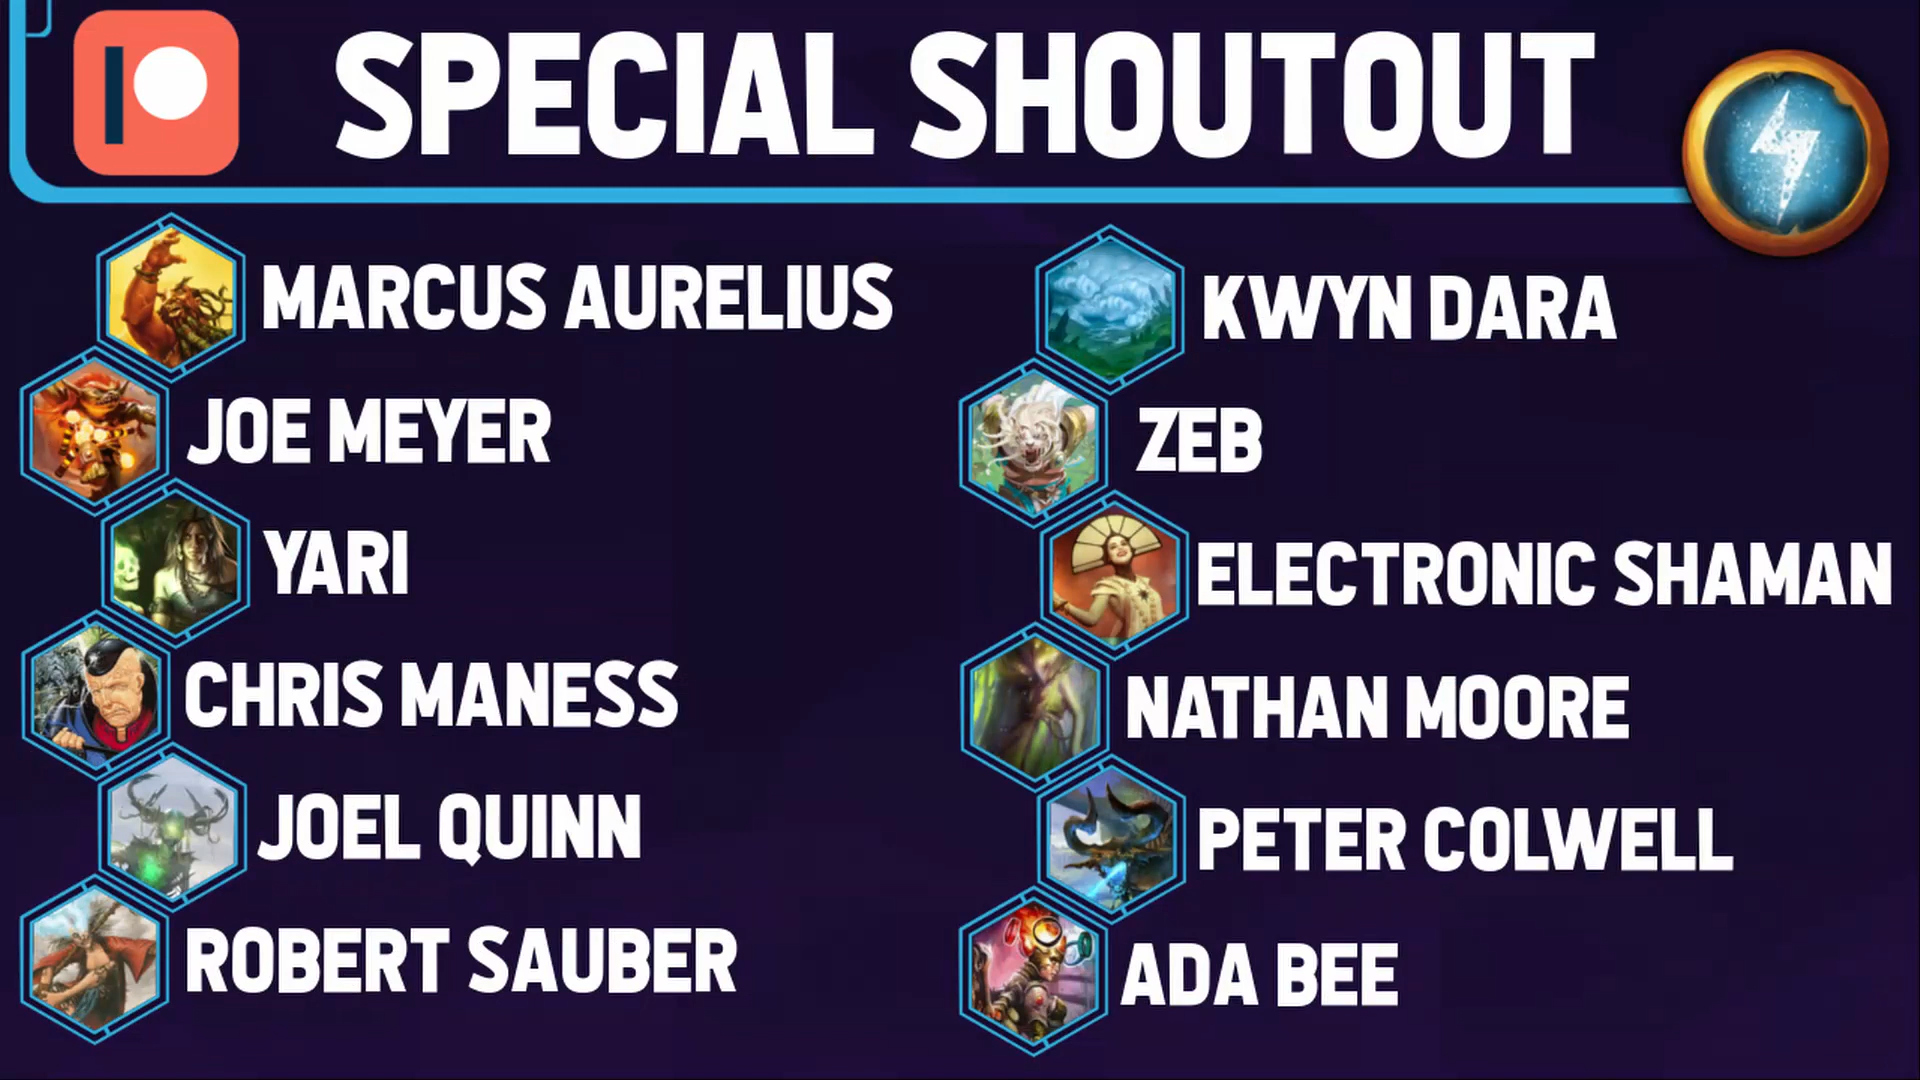 SPECIAL SHOUTOUT
MARCUS AURELIUS
JOE MEYER
YARI
CHRIS MANESS
JOEL QUINN
ROBERT SAUBER
KWYN DARA
ZEB
ELECTRONIC SHAMAN
NATHAN MOORE
PETER COLWELL
ADA BEE